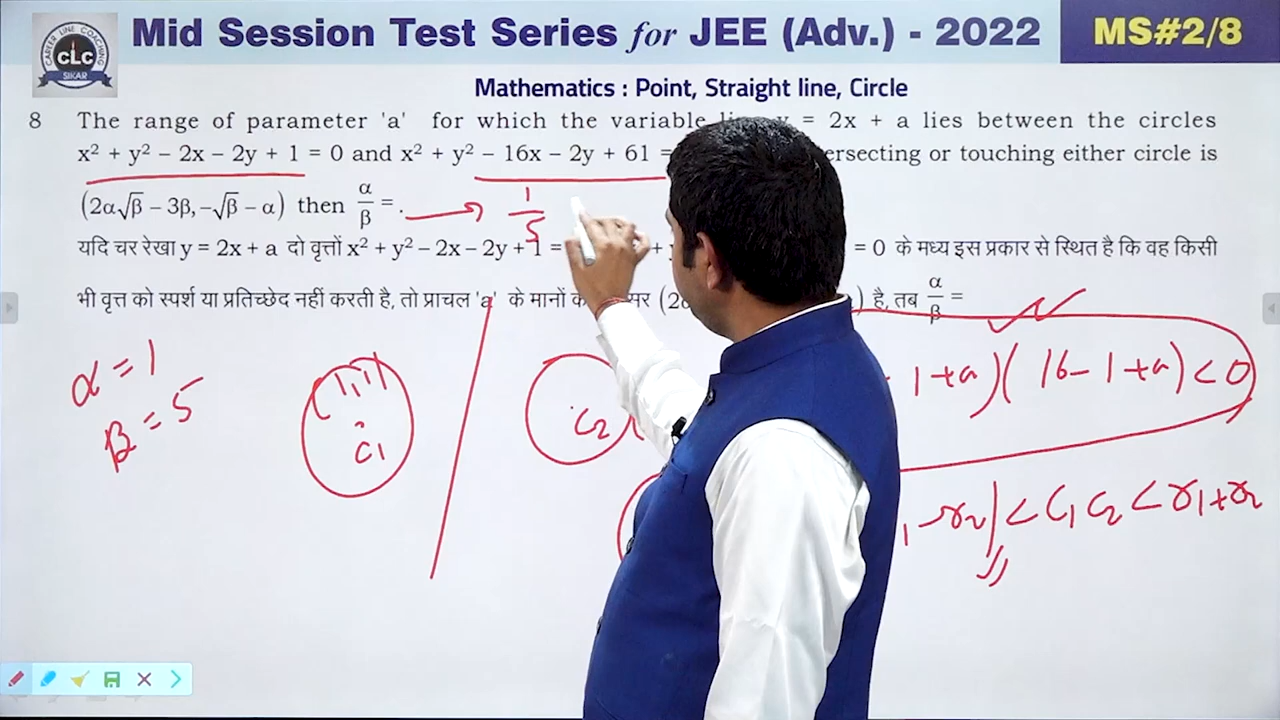 CAREER LINE COACHING
CLC
SIKAR
Mid Session Test Series for JEE (Adv.) - 2022
MS#2/8
Mathematics : Point, Straight line, Circle
8 The range of parameter 'a' for which the variable = 2x + a lies between the circles
x² + y² − 2x − 2y + 1 = 0 and x² + y² − 16x − 2y + 61 = ersecting or touching either circle is
(2α√β − 3β, −√β − α) then α/β = .
1/5
यदि चर रेखा y = 2x + a दो वृत्तों x² + y² − 2x − 2y + 1 = = 0 के मध्य इस प्रकार से स्थित है कि वह किसी
भी वृत्त को स्पर्श या प्रतिच्छेद नहीं करती है, तो प्राचल 'a' के मानों ) है, तब α/β =
α = 1
β = 5
C₁
C₂
1+a)(16−1+a)<0
−r₂|<C₁C₂<r₁+r₂